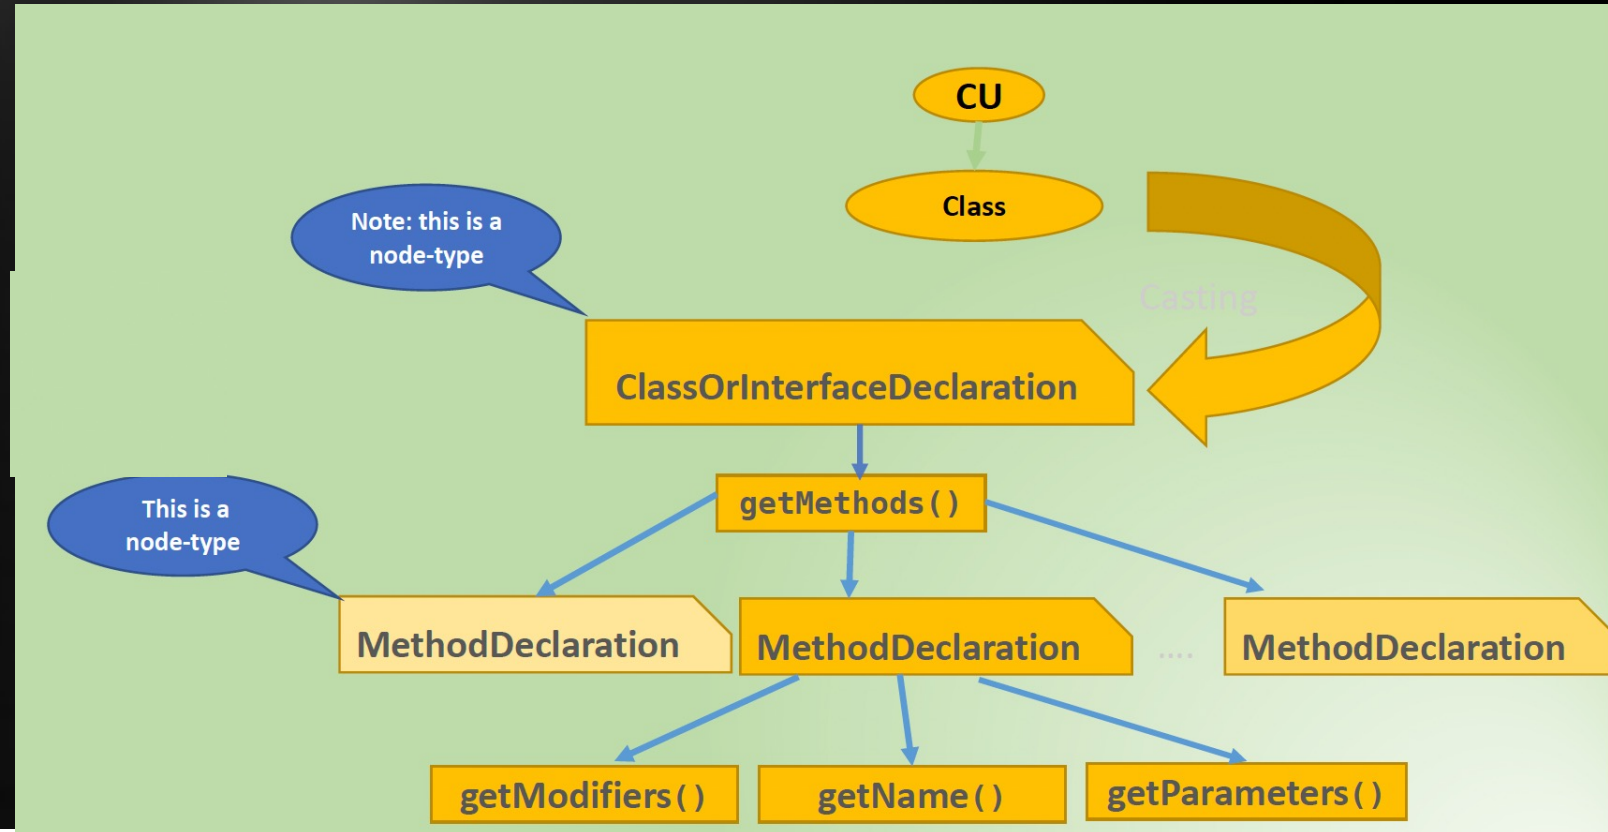 CU
Class
Note: this is a
node-type
Casting
ClassOrInterfaceDeclaration
getMethods()
This is a
node-type
MethodDeclaration
MethodDeclaration
....
MethodDeclaration
getModifiers()
getName()
getParameters()